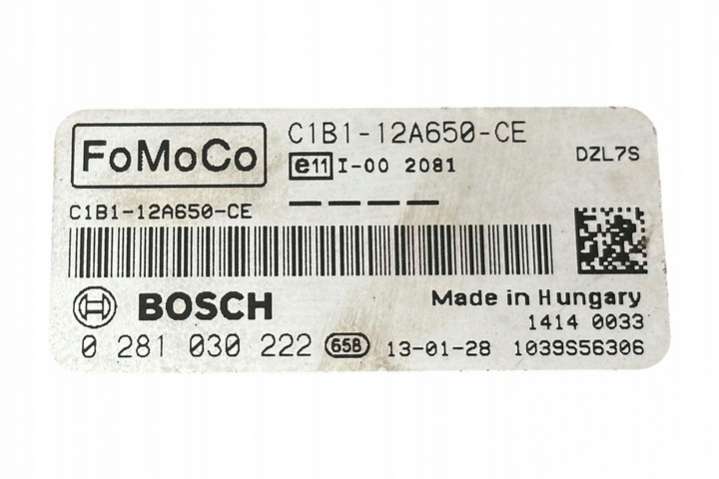 FoMoCo
C1B1-12A650-CE
DZL7S
e11 I-00 2081
C1B1-12A650-CE
BOSCH
Made in Hungary
1414 0033
0 281 030 222 658 13-01-28 1039S56306